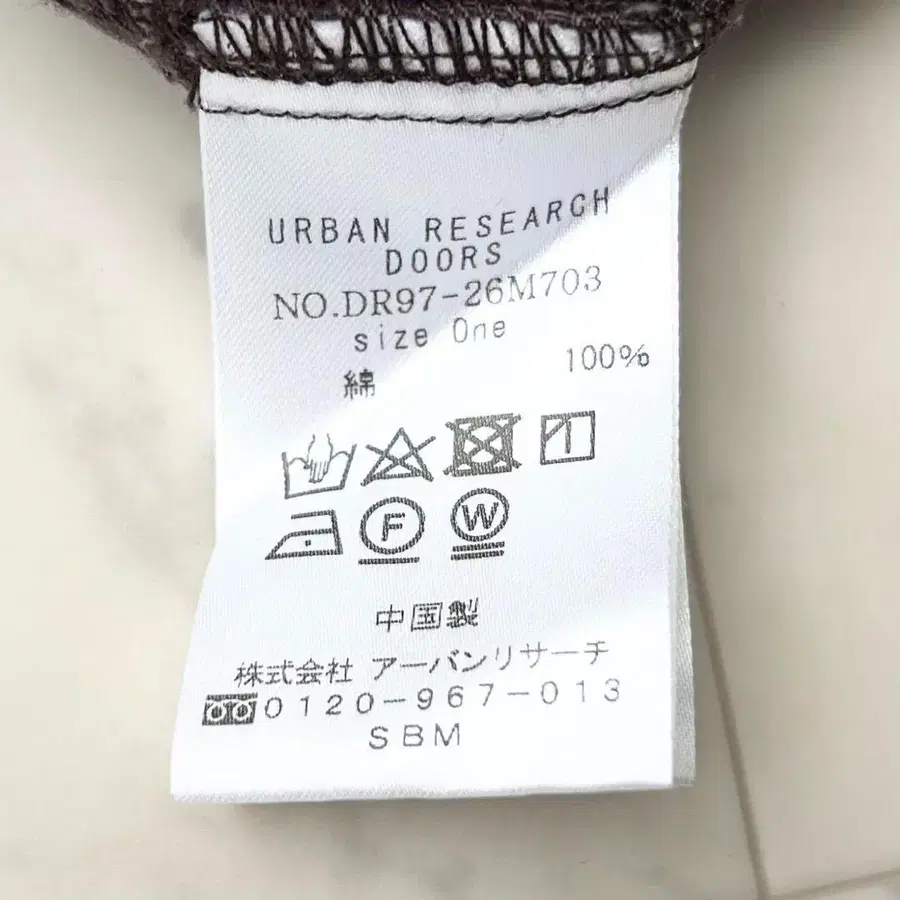 URBAN RESEARCH
DOORS
NO.DR97-26M703
size One
綿 100%
F W
中国製
株式会社 アーバンリサーチ
0120-967-013
SBM